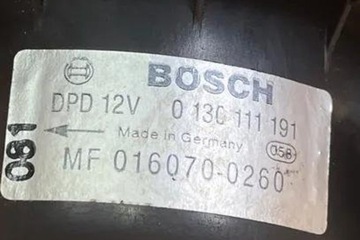 BOSCH
DPD 12V 0 130 111 191
Made in Germany 058
MF 016070-0260
081